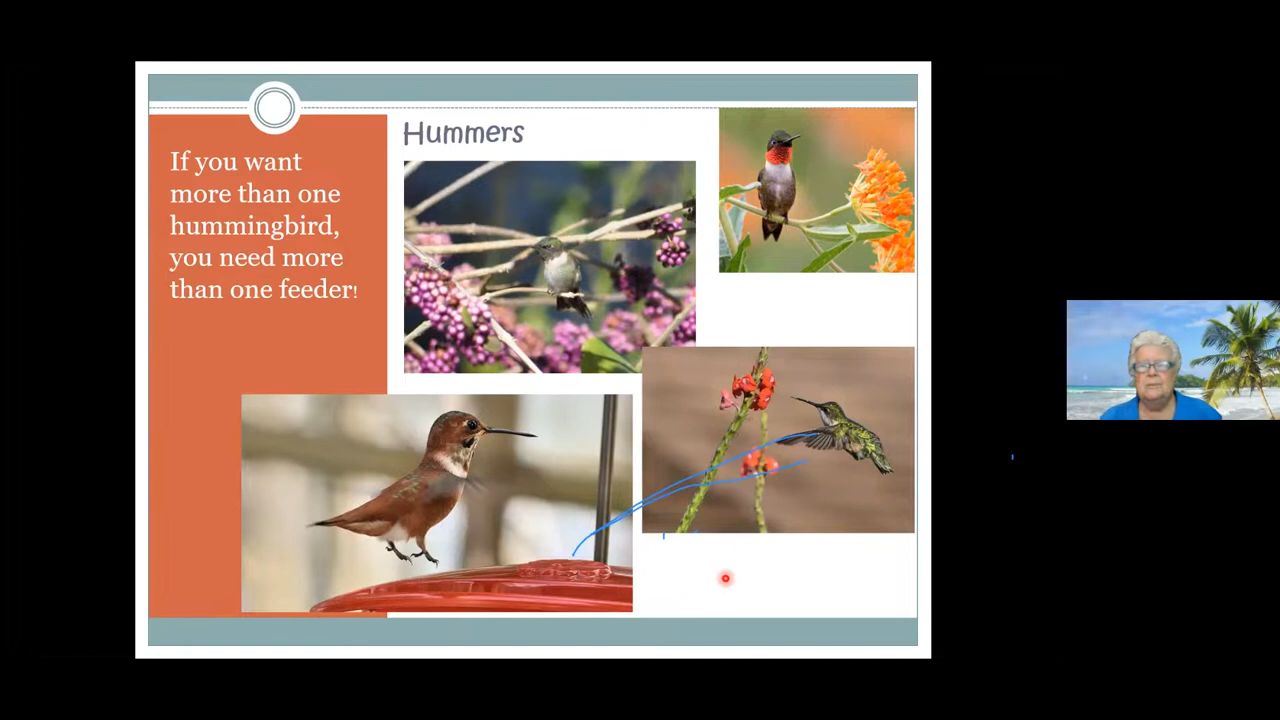 Hummers
If you want
more than one
hummingbird,
you need more
than one feeder!